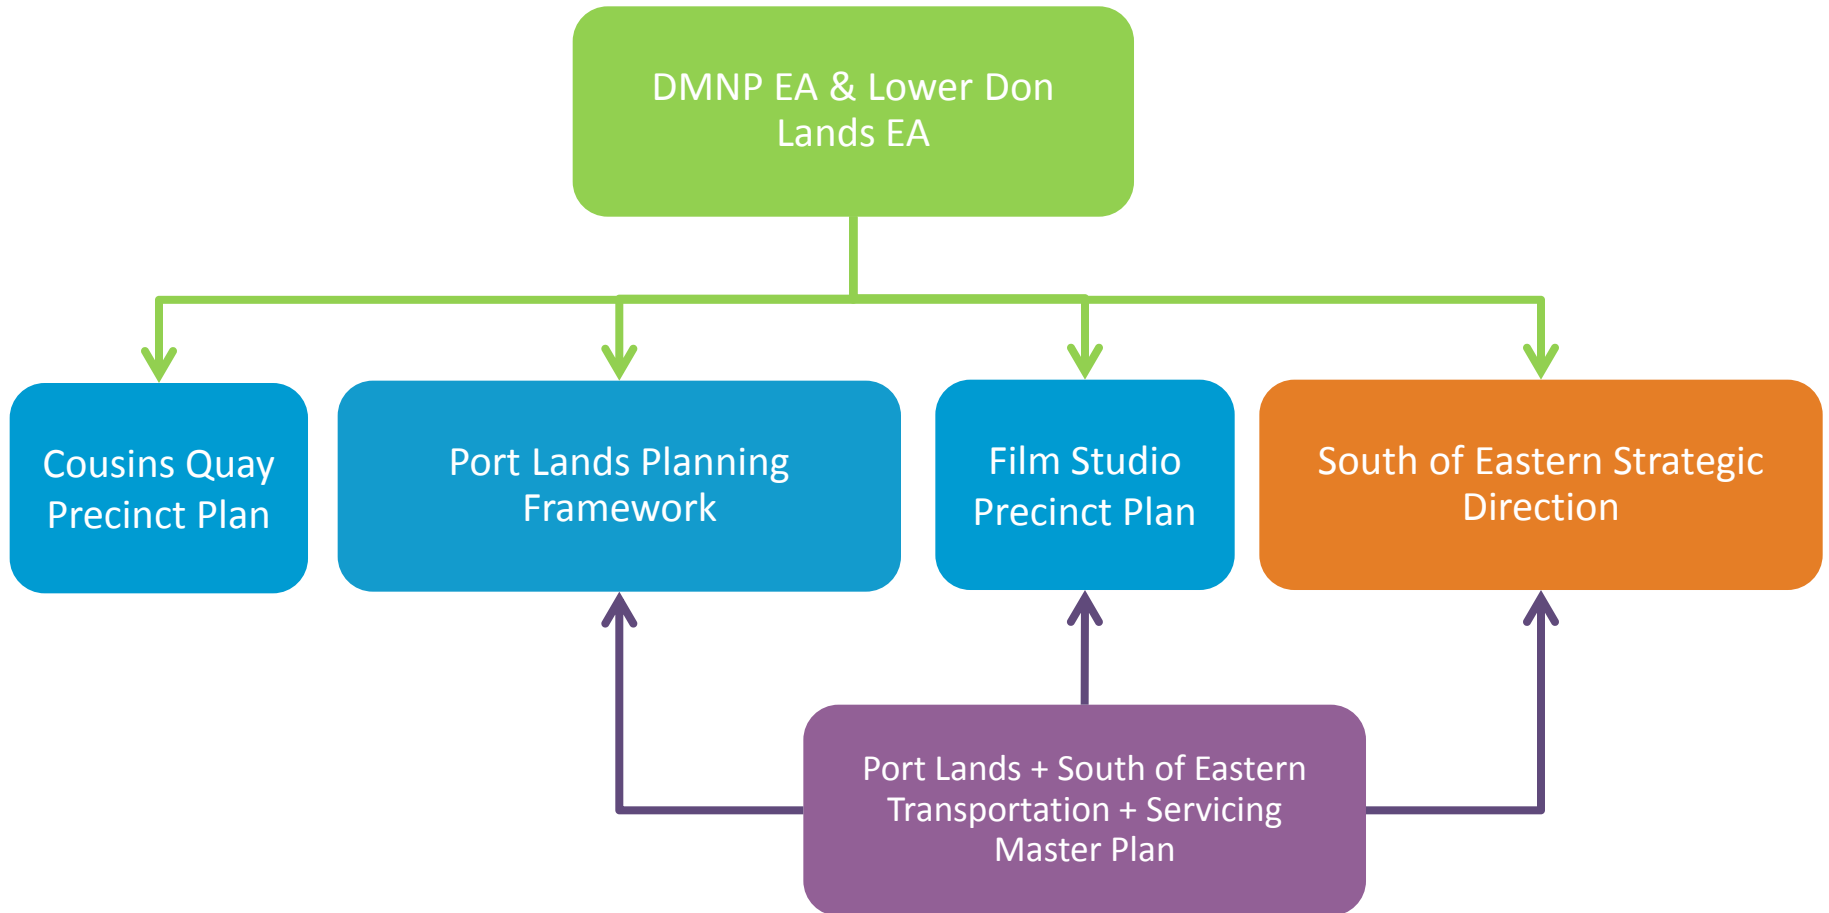 DMNP EA & Lower Don
Lands EA
Cousins Quay
Precinct Plan
Port Lands Planning
Framework
Film Studio
Precinct Plan
South of Eastern Strategic
Direction
Port Lands + South of Eastern
Transportation + Servicing
Master Plan